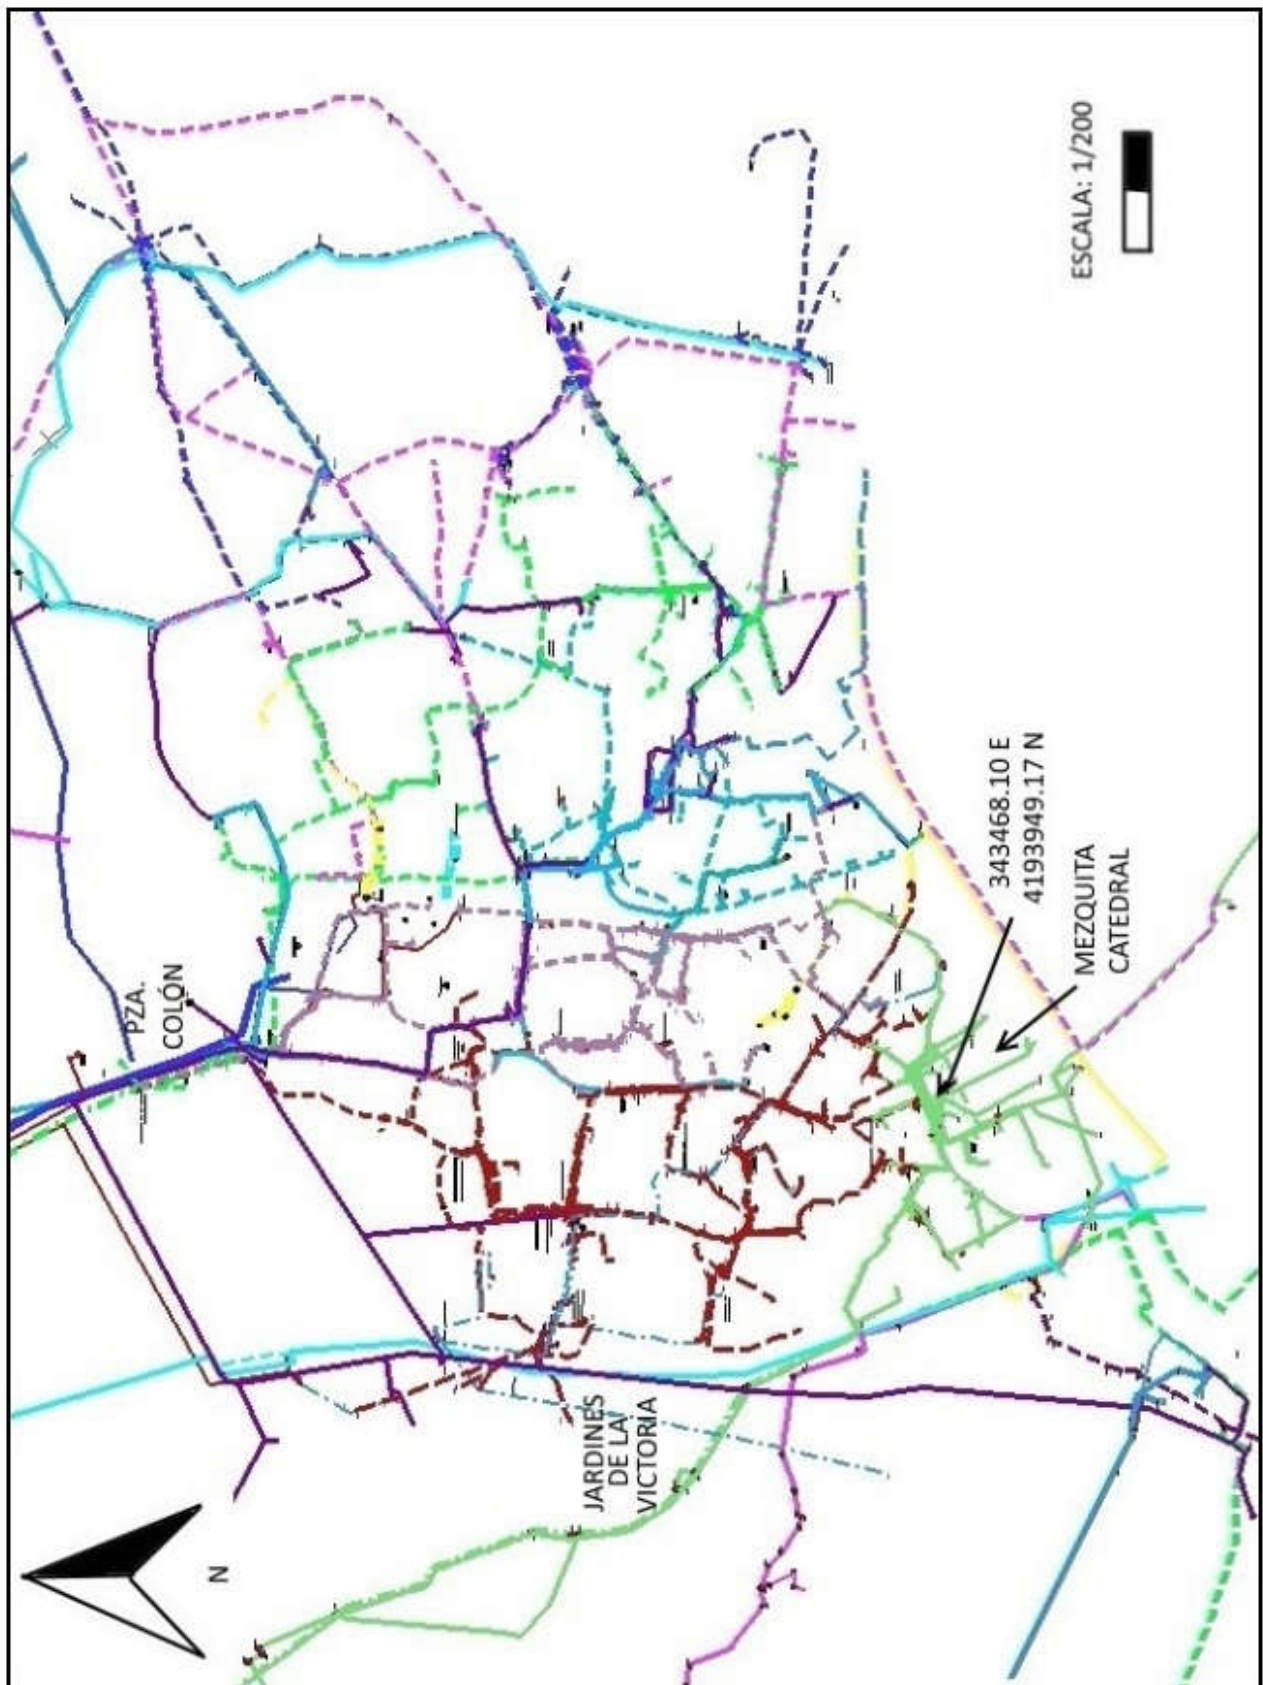 ESCALA: 1/200
343468.10 E
4193949.17 N
MEZQUITA
CATEDRAL
PZA.
COLÓN
JARDINES
DE LA
VICTORIA
N